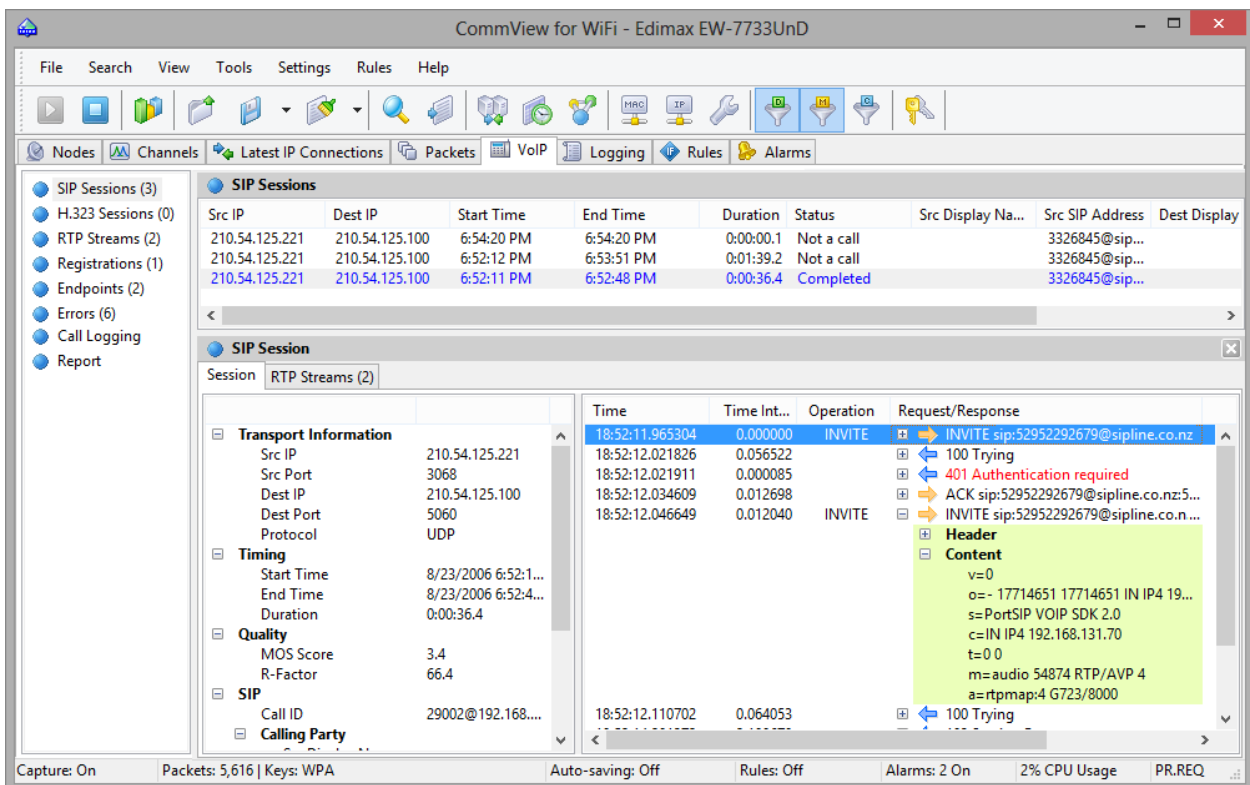 CommView for WiFi - Edimax EW-7733UnD
File Search View Tools Settings Rules Help
MAC IP D M C
Nodes Channels Latest IP Connections Packets VoIP Logging Rules Alarms
SIP Sessions (3)
H.323 Sessions (0)
RTP Streams (2)
Registrations (1)
Endpoints (2)
Errors (6)
Call Logging
Report
SIP Sessions
Src IP Dest IP Start Time End Time Duration Status Src Display Na... Src SIP Address Dest Display
210.54.125.221 210.54.125.100 6:54:20 PM 6:54:20 PM 0:00:00.1 Not a call 3326845@sip...
210.54.125.221 210.54.125.100 6:52:12 PM 6:53:51 PM 0:01:39.2 Not a call 3326845@sip...
210.54.125.221 210.54.125.100 6:52:11 PM 6:52:48 PM 0:00:36.4 Completed 3326845@sip...
SIP Session
Session RTP Streams (2)
Transport Information
Src IP 210.54.125.221
Src Port 3068
Dest IP 210.54.125.100
Dest Port 5060
Protocol UDP
Timing
Start Time 8/23/2006 6:52:1...
End Time 8/23/2006 6:52:4...
Duration 0:00:36.4
Quality
MOS Score 3.4
R-Factor 66.4
SIP
Call ID 29002@192.168....
Calling Party
Time Time Int... Operation Request/Response
18:52:11.965304 0.000000 INVITE INVITE sip:52952292679@sipline.co.nz
18:52:12.021826 0.056522 100 Trying
18:52:12.021911 0.000085 401 Authentication required
18:52:12.034609 0.012698 ACK sip:52952292679@sipline.co.nz:5...
18:52:12.046649 0.012040 INVITE INVITE sip:52952292679@sipline.co.n...
Header
Content
v=0
o=- 17714651 17714651 IN IP4 19...
s=PortSIP VOIP SDK 2.0
c=IN IP4 192.168.131.70
t=0 0
m=audio 54874 RTP/AVP 4
a=rtpmap:4 G723/8000
18:52:12.110702 0.064053 100 Trying
Capture: On Packets: 5,616 | Keys: WPA Auto-saving: Off Rules: Off Alarms: 2 On 2% CPU Usage PR.REQ